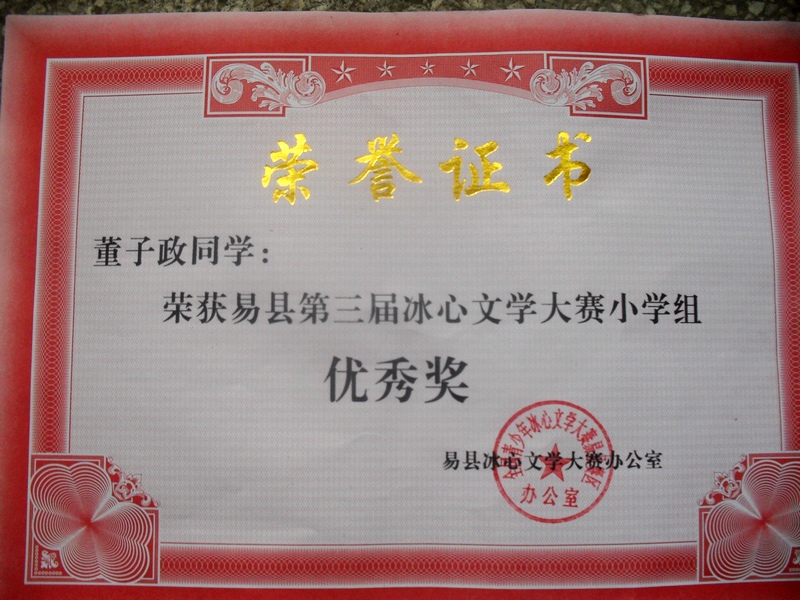 荣誉证书
董子政同学：
荣获易县第三届冰心文学大赛小学组
优秀奖
易县冰心文学大赛办公室
办公室